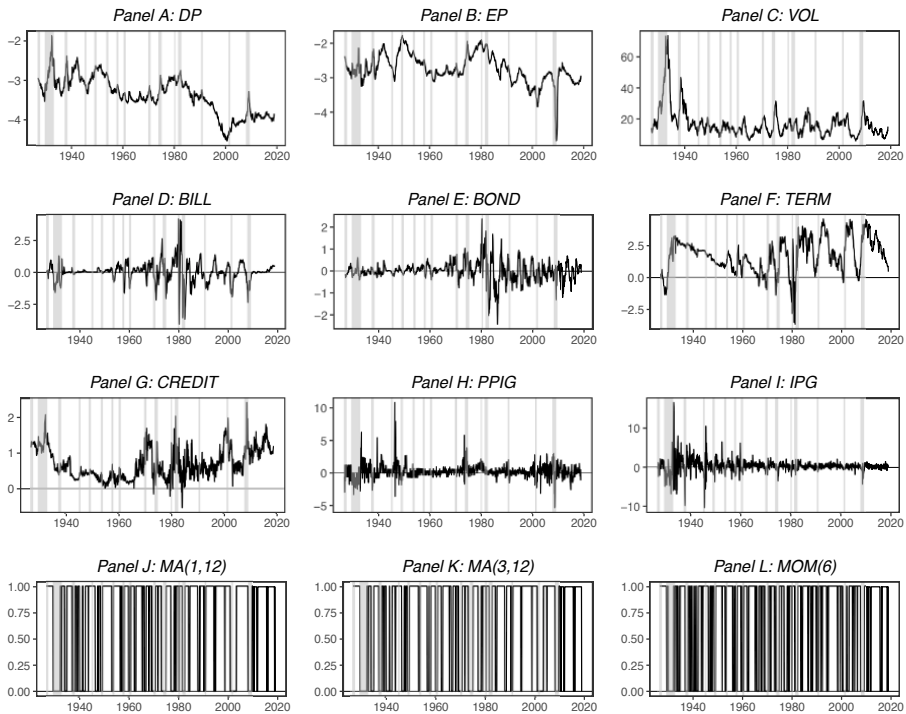 Panel A: DP
Panel B: EP
Panel C: VOL
−2
−3
−4
1940 1960 1980 2000 2020
−2
−3
−4
1940 1960 1980 2000 2020
60
40
20
1940 1960 1980 2000 2020
Panel D: BILL
Panel E: BOND
Panel F: TERM
2.5
0.0
−2.5
1940 1960 1980 2000 2020
2
1
0
−1
−2
1940 1960 1980 2000 2020
2.5
0.0
−2.5
1940 1960 1980 2000 2020
Panel G: CREDIT
Panel H: PPIG
Panel I: IPG
2
1
0
1940 1960 1980 2000 2020
10
5
0
−5
1940 1960 1980 2000 2020
10
0
−10
1940 1960 1980 2000 2020
Panel J: MA(1,12)
Panel K: MA(3,12)
Panel L: MOM(6)
1.00
0.75
0.50
0.25
0.00
1940 1960 1980 2000 2020
1.00
0.75
0.50
0.25
0.00
1940 1960 1980 2000 2020
1.00
0.75
0.50
0.25
0.00
1940 1960 1980 2000 2020